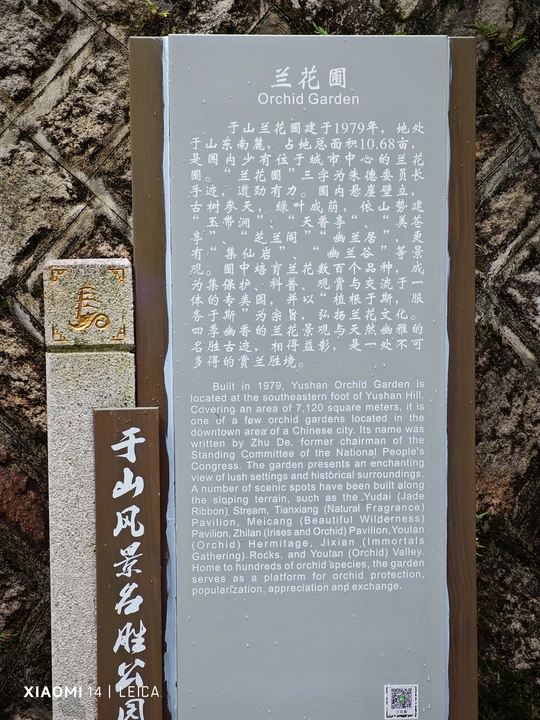 兰花圃
Orchid Garden
于山兰花圃建于1979年，地处
于山东南麓，占地总面积10.68亩，
是国内少有位于城市中心的兰花
圃。“兰花圃”三字为朱德委员长
手迹，遒劲有力。园内悬崖壁立，
古树参天，绿叶成荫，依山势建
“玉带涧”、“天香亭”、“美苍
亭”、“芝兰阁”、“幽兰居”，更
有“集仙岩”、“幽兰谷”等景
观。圃中培育兰花数百个品种，成
为集保护、科普、观赏与交流于一
体的专类园，并以“植根于斯，服
务于斯”为宗旨，弘扬兰花文化。
四季幽香的兰花景观与天然幽雅的
名胜古迹，相得益彰，是一处不可
多得的赏兰胜境。
Built in 1979, Yushan Orchid Garden is
located at the southeastern foot of Yushan Hill.
Covering an area of 7,120 square meters, it is
one of a few orchid gardens located in the
downtown area of a Chinese city. Its name was
written by Zhu De, former chairman of the
Standing Committee of the National People's
Congress. The garden presents an enchanting
view of lush settings and historical surroundings.
A number of scenic spots have been built along
the sloping terrain, such as the Yudai (Jade
Ribbon) Stream, Tianxiang (Natural Fragrance)
Pavilion, Meicang (Beautiful Wilderness)
Pavilion, Zhilan (Irises and Orchid) Pavilion, Youlan
(Orchid) Hermitage, Jixian (Immortals
Gathering) Rocks, and Youlan (Orchid) Valley.
Home to hundreds of orchid species, the garden
serves as a platform for orchid protection,
popularization, appreciation and exchange.
于山风景名胜公园
XIAOMI 14 | LEICA